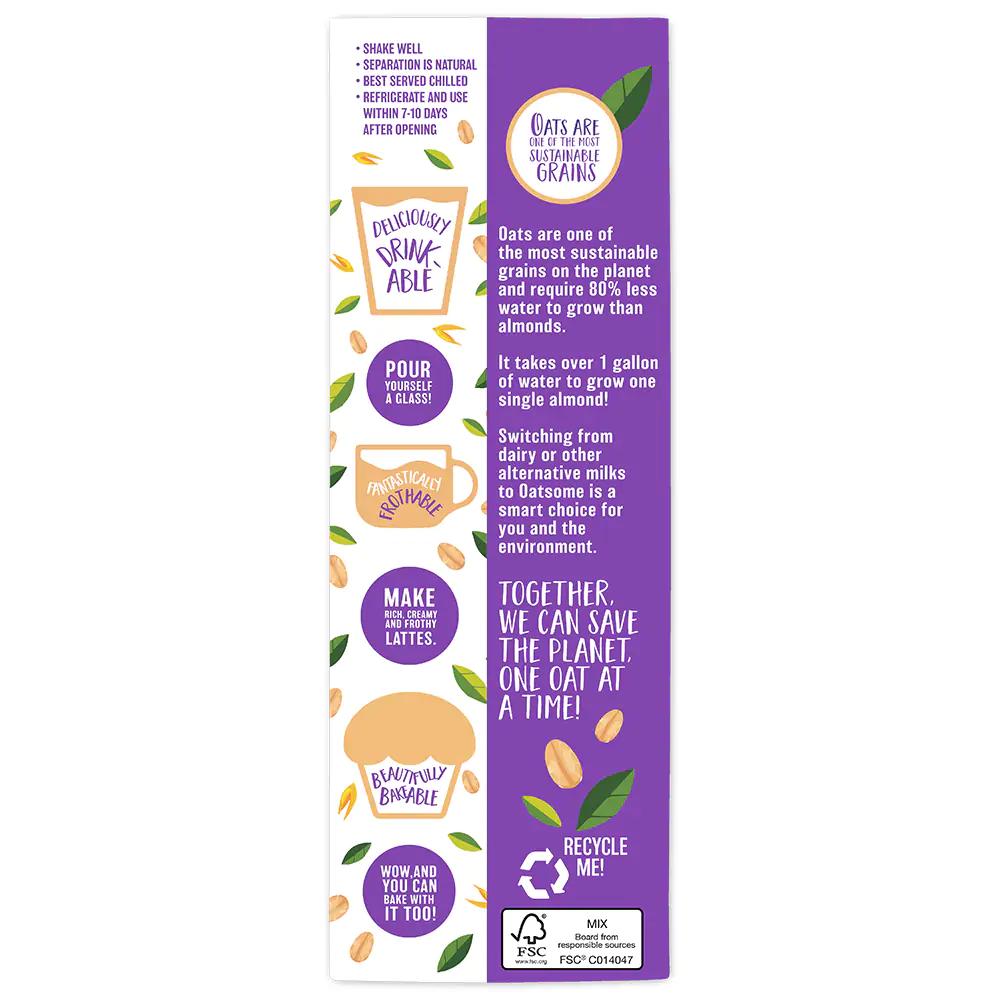 • SHAKE WELL
• SEPARATION IS NATURAL
• BEST SERVED CHILLED
• REFRIGERATE AND USE
WITHIN 7-10 DAYS
AFTER OPENING
DELICIOUSLY
DRINK-
ABLE
POUR
YOURSELF
A GLASS!
FANTASTICALLY
FROTHABLE
MAKE
RICH, CREAMY
AND FROTHY
LATTES.
BEAUTIFULLY
BAKEABLE
WOW, AND
YOU CAN
BAKE WITH
IT TOO!
OATS ARE
ONE OF THE MOST
SUSTAINABLE
GRAINS
Oats are one of
the most sustainable
grains on the planet
and require 80% less
water to grow than
almonds.
It takes over 1 gallon
of water to grow one
single almond!
Switching from
dairy or other
alternative milks
to Oatsome is a
smart choice for
you and the
environment.
TOGETHER,
WE CAN SAVE
THE PLANET,
ONE OAT AT
A TIME!
RECYCLE
ME!
FSC
www.fsc.org
MIX
Board from
responsible sources
FSC® C014047